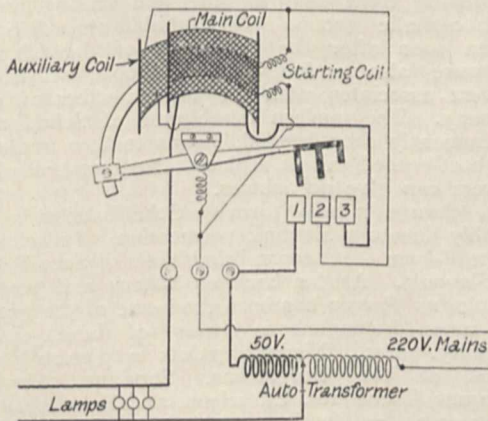 Main Coil
Auxiliary Coil
Starting Coil
1 2 3
50V. 220V. Mains
Auto-Transformer
Lamps